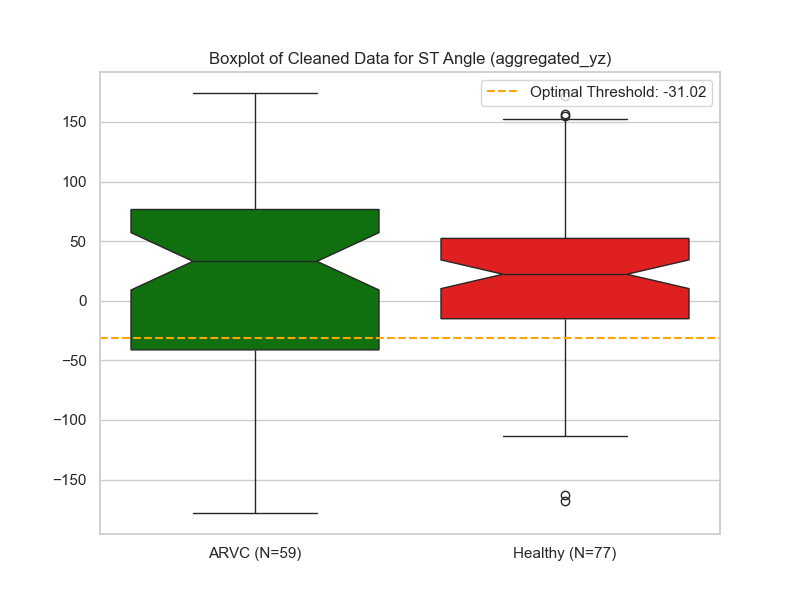 Boxplot of Cleaned Data for ST Angle (aggregated_yz)
Optimal Threshold: -31.02
150
100
50
0
−50
−100
−150
ARVC (N=59)
Healthy (N=77)